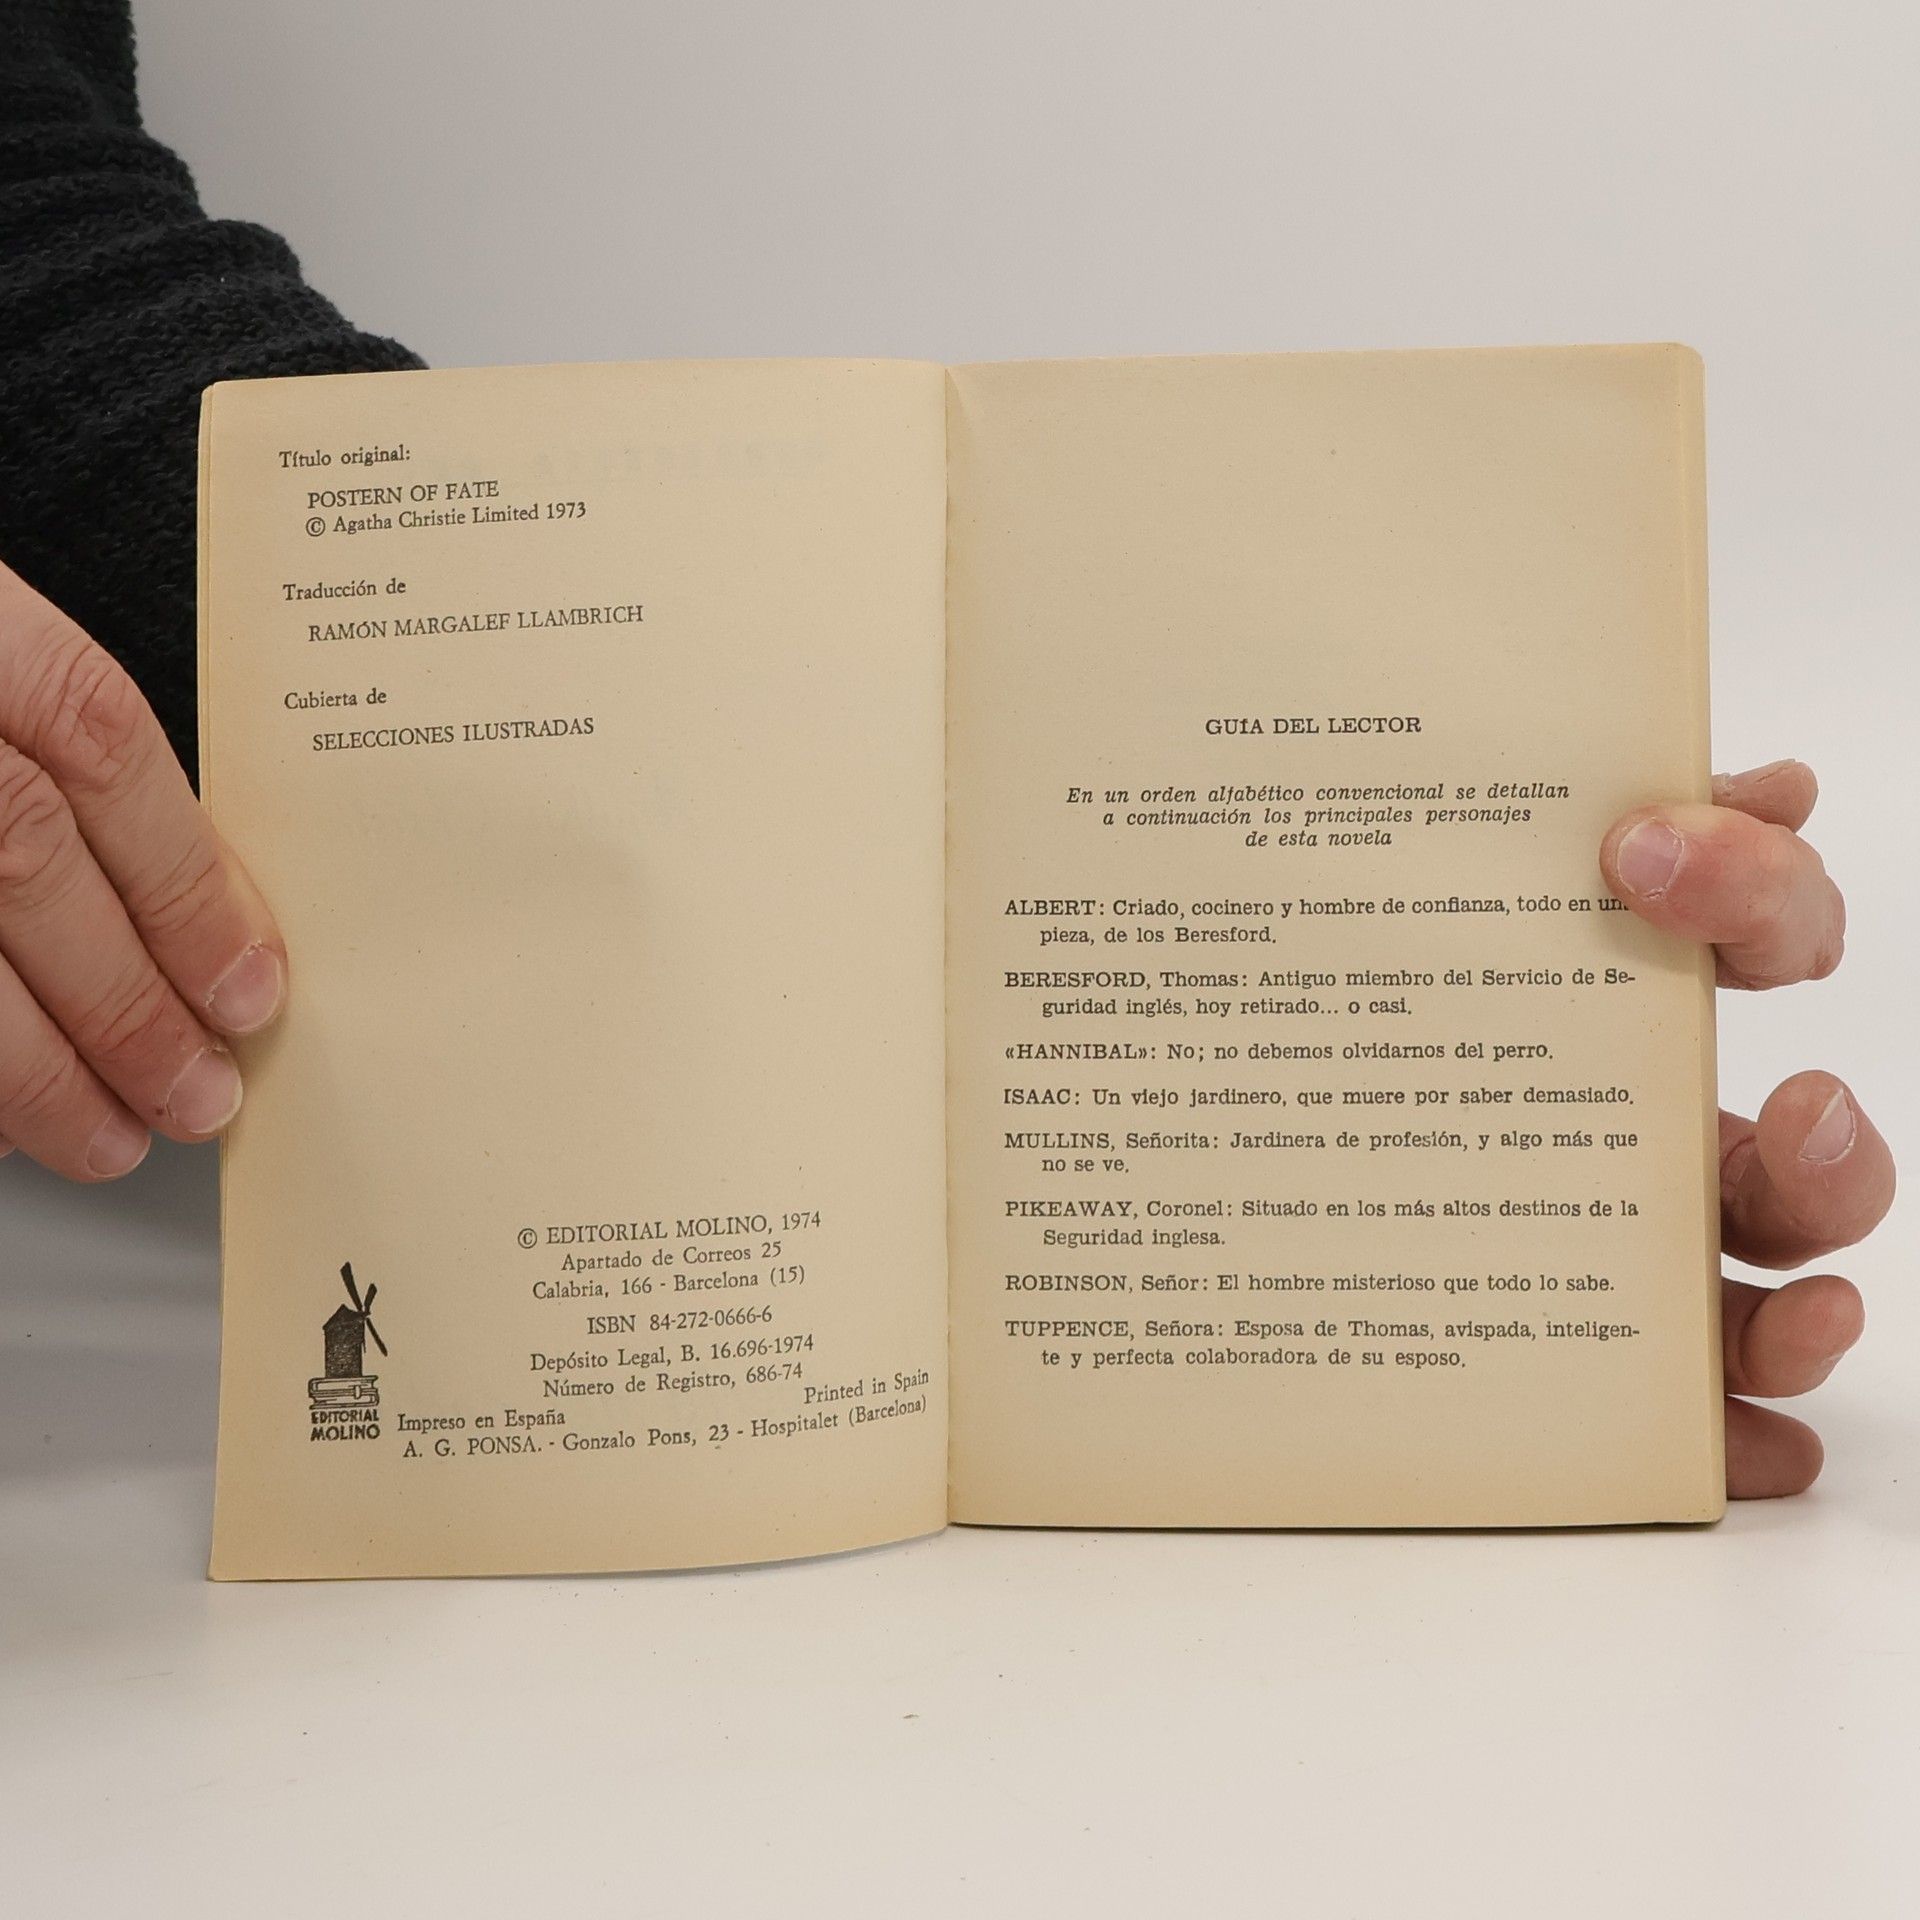 Título original:
POSTERN OF FATE
© Agatha Christie Limited 1973
Traducción de
RAMÓN MARGALEF LLAMBRICH
Cubierta de
SELECCIONES ILUSTRADAS
© EDITORIAL MOLINO, 1974
Apartado de Correos 25
Calabria, 166 - Barcelona (15)
ISBN 84-272-0666-6
Depósito Legal, B. 16.696-1974
Número de Registro, 686-74
EDITORIAL
MOLINO
Impreso en España Printed in Spain
A. G. PONSA. - Gonzalo Pons, 23 - Hospitalet (Barcelona)
GUÍA DEL LECTOR
En un orden alfabético convencional se detallan
a continuación los principales personajes
de esta novela
ALBERT: Criado, cocinero y hombre de confianza, todo en
pieza, de los Beresford.
BERESFORD, Thomas: Antiguo miembro del Servicio de Se-
guridad inglés, hoy retirado... o casi.
«HANNIBAL»: No; no debemos olvidarnos del perro.
ISAAC: Un viejo jardinero, que muere por saber demasiado.
MULLINS, Señorita: Jardinera de profesión, y algo más que
no se ve.
PIKEAWAY, Coronel: Situado en los más altos destinos de la
Seguridad inglesa.
ROBINSON, Señor: El hombre misterioso que todo lo sabe.
TUPPENCE, Señora: Esposa de Thomas, avispada, inteligen-
te y perfecta colaboradora de su esposo.